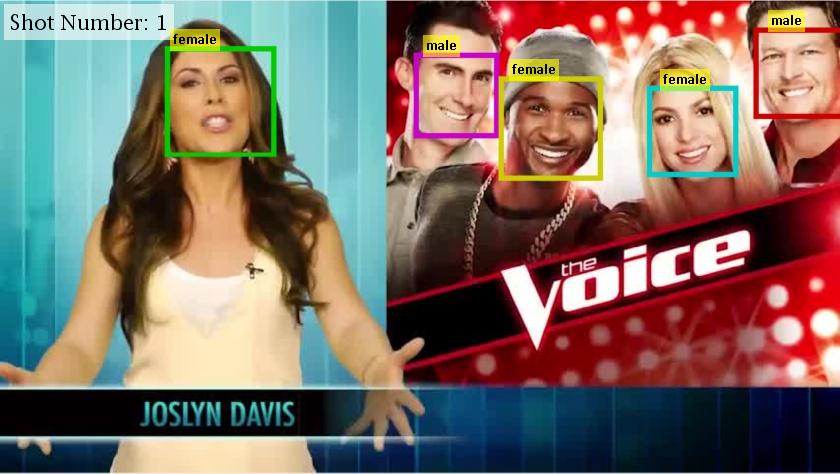 Shot Number: 1
female
male
female
female
male
the
Voice
JOSLYN DAVIS